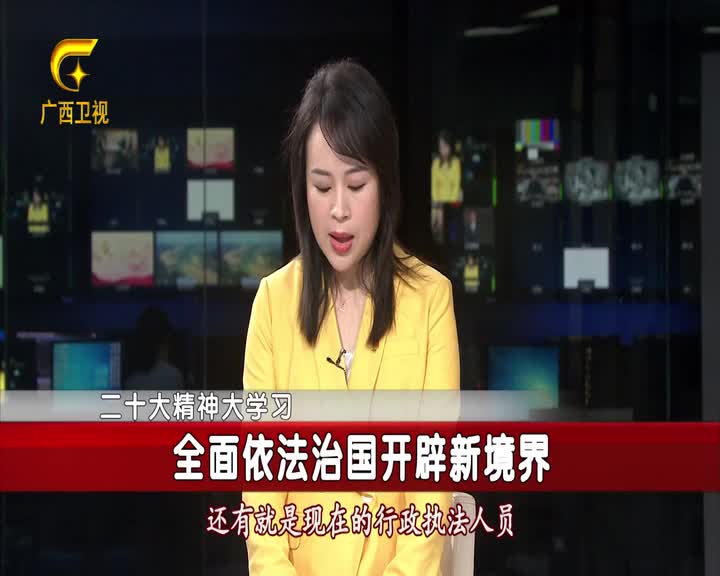 广西卫视
二十大精神大学习
全面依法治国开辟新境界
还有就是现在的行政执法人员